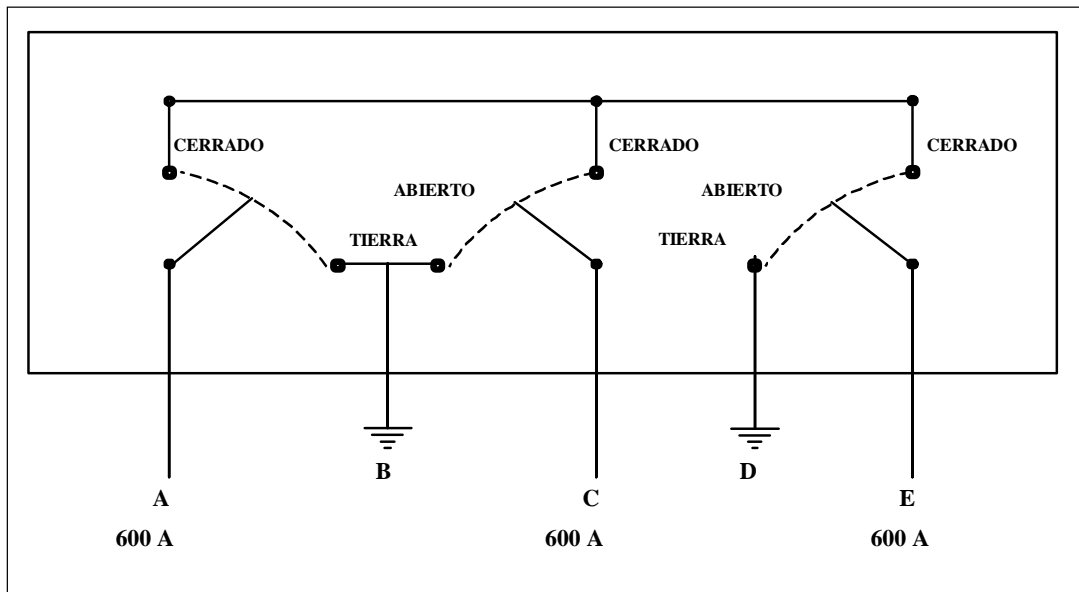 CERRADO
CERRADO
CERRADO
ABIERTO
ABIERTO
TIERRA
TIERRA
B
D
A
C
E
600 A
600 A
600 A